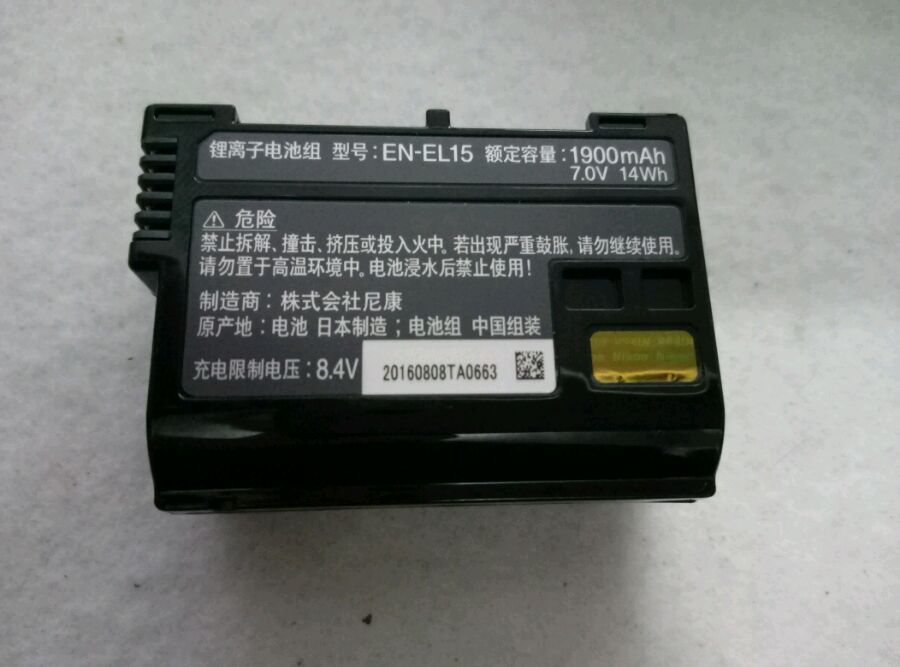 锂离子电池组 型号:EN-EL15 额定容量:1900mAh
7.0V 14Wh
⚠ 危险
禁止拆解、撞击、挤压或投入火中。若出现严重鼓胀,请勿继续使用。
请勿置于高温环境中。电池浸水后禁止使用!
制造商:株式会社尼康
原产地:电池 日本制造;电池组 中国组装
充电限制电压:8.4V
20160808TA0663